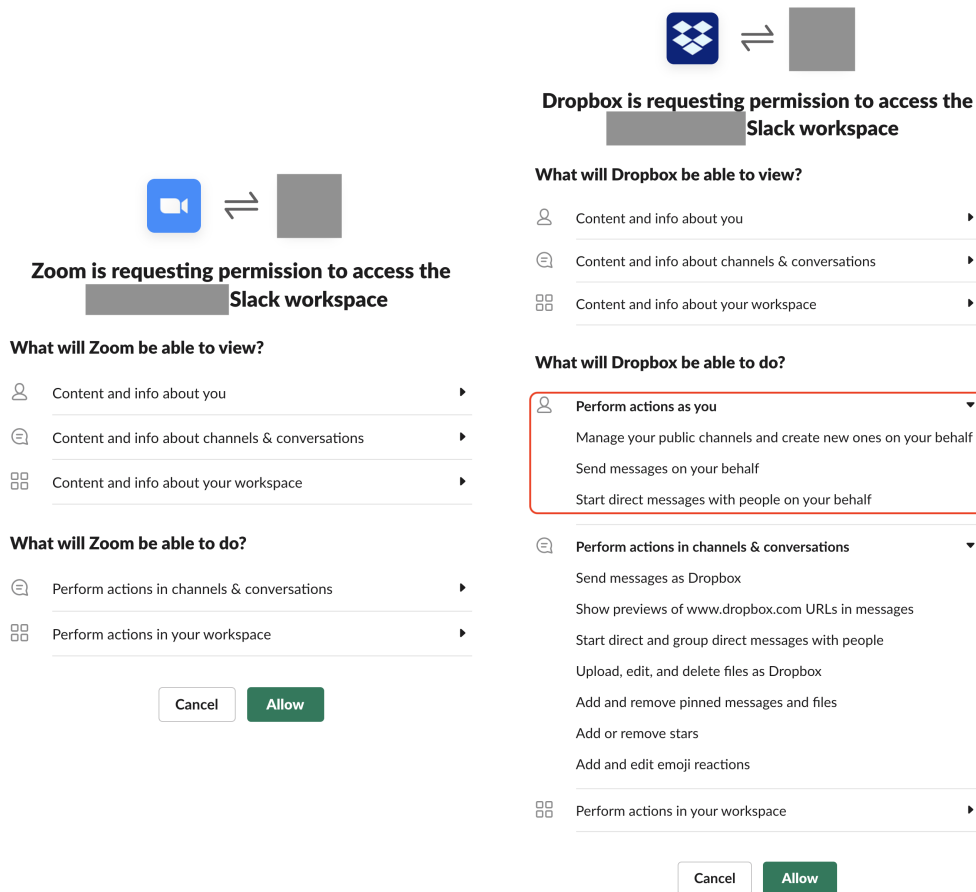 Zoom is requesting permission to access the
Slack workspace
What will Zoom be able to view?
Content and info about you
Content and info about channels & conversations
Content and info about your workspace
What will Zoom be able to do?
Perform actions in channels & conversations
Perform actions in your workspace
Cancel
Allow
Dropbox is requesting permission to access the
Slack workspace
What will Dropbox be able to view?
Content and info about you
Content and info about channels & conversations
Content and info about your workspace
What will Dropbox be able to do?
Perform actions as you
Manage your public channels and create new ones on your behalf
Send messages on your behalf
Start direct messages with people on your behalf
Perform actions in channels & conversations
Send messages as Dropbox
Show previews of www.dropbox.com URLs in messages
Start direct and group direct messages with people
Upload, edit, and delete files as Dropbox
Add and remove pinned messages and files
Add or remove stars
Add and edit emoji reactions
Perform actions in your workspace
Cancel
Allow